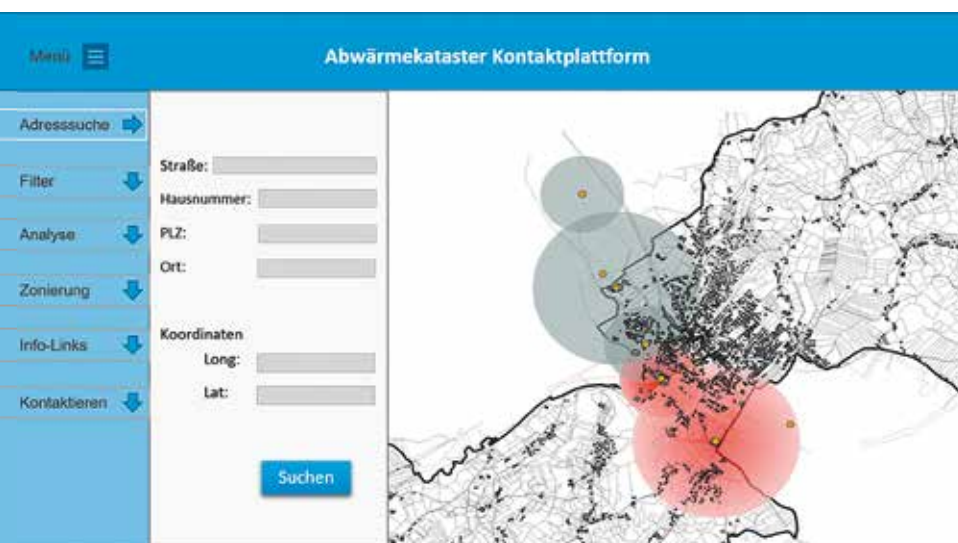 Menü
Abwärmekataster Kontaktplattform
Adresssuche
Filter
Analyse
Zonierung
Info-Links
Kontaktieren
Straße:
Hausnummer:
PLZ:
Ort:
Koordinaten
Long:
Lat:
Suchen